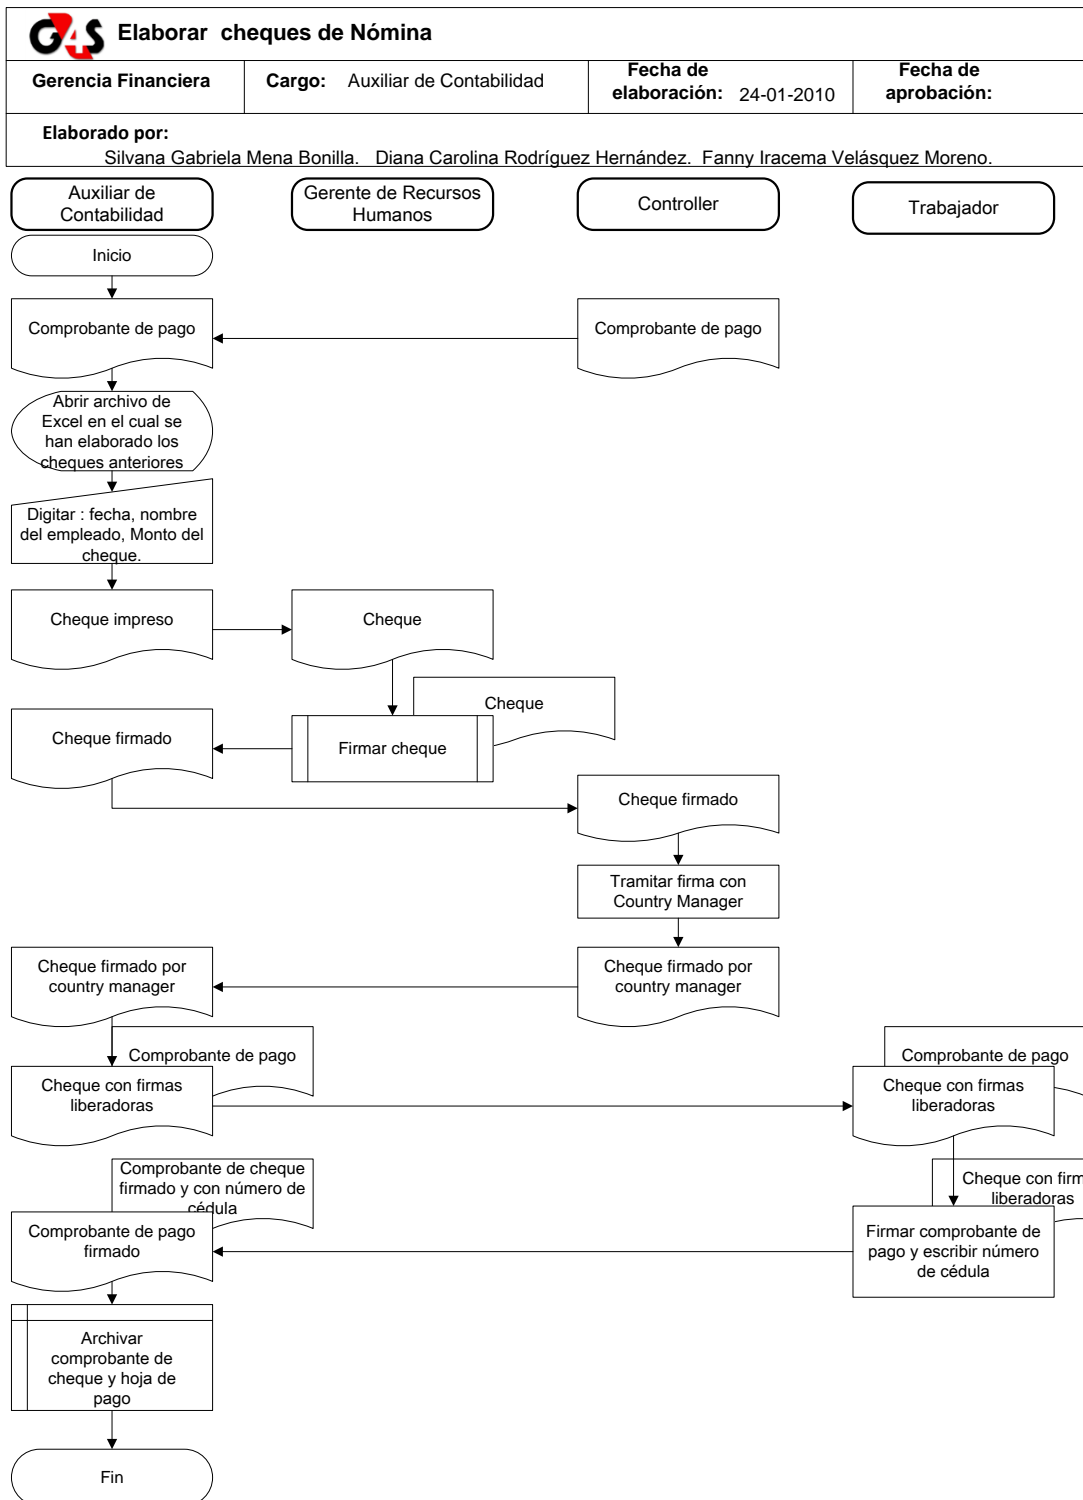 G4S Elaborar cheques de Nómina
Gerencia Financiera
Cargo: Auxiliar de Contabilidad
Fecha de
elaboración: 24-01-2010
Fecha de
aprobación:
Elaborado por:
Silvana Gabriela Mena Bonilla. Diana Carolina Rodríguez Hernández. Fanny Iracema Velásquez Moreno.
Auxiliar de
Contabilidad
Gerente de Recursos
Humanos
Controller
Trabajador
Inicio
Comprobante de pago
Comprobante de pago
Abrir archivo de
Excel en el cual se
han elaborado los
cheques anteriores
Digitar : fecha, nombre
del empleado, Monto del
cheque.
Cheque impreso
Cheque
Cheque
Cheque firmado
Firmar cheque
Cheque firmado
Tramitar firma con
Country Manager
Cheque firmado por
country manager
Cheque firmado por
country manager
Comprobante de pago
Cheque con firmas
liberadoras
Comprobante de pago
Cheque con firmas
liberadoras
Comprobante de cheque
firmado y con número de
cédula
Comprobante de pago
firmado
Cheque con firm
liberadoras
Firmar comprobante de
pago y escribir número
de cédula
Archivar
comprobante de
cheque y hoja de
pago
Fin